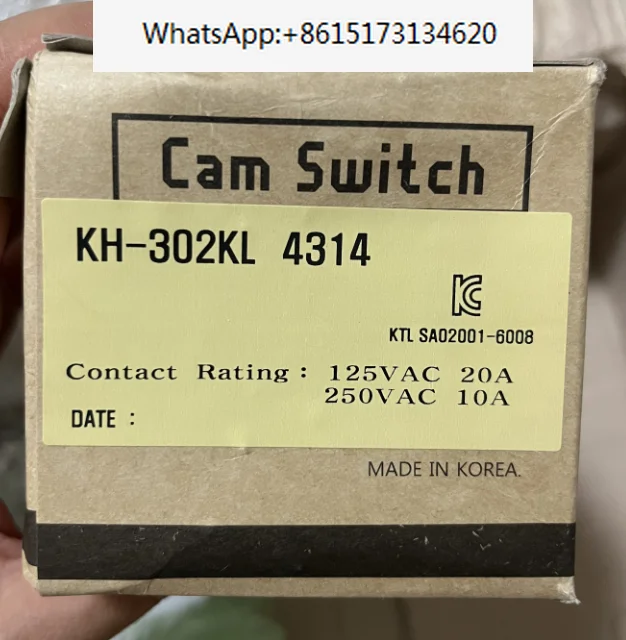 WhatsApp:+8615173134620
Cam Switch
KH-302KL 4314
KTL SA02001-6008
Contact Rating : 125VAC 20A
250VAC 10A
DATE :
MADE IN KOREA.